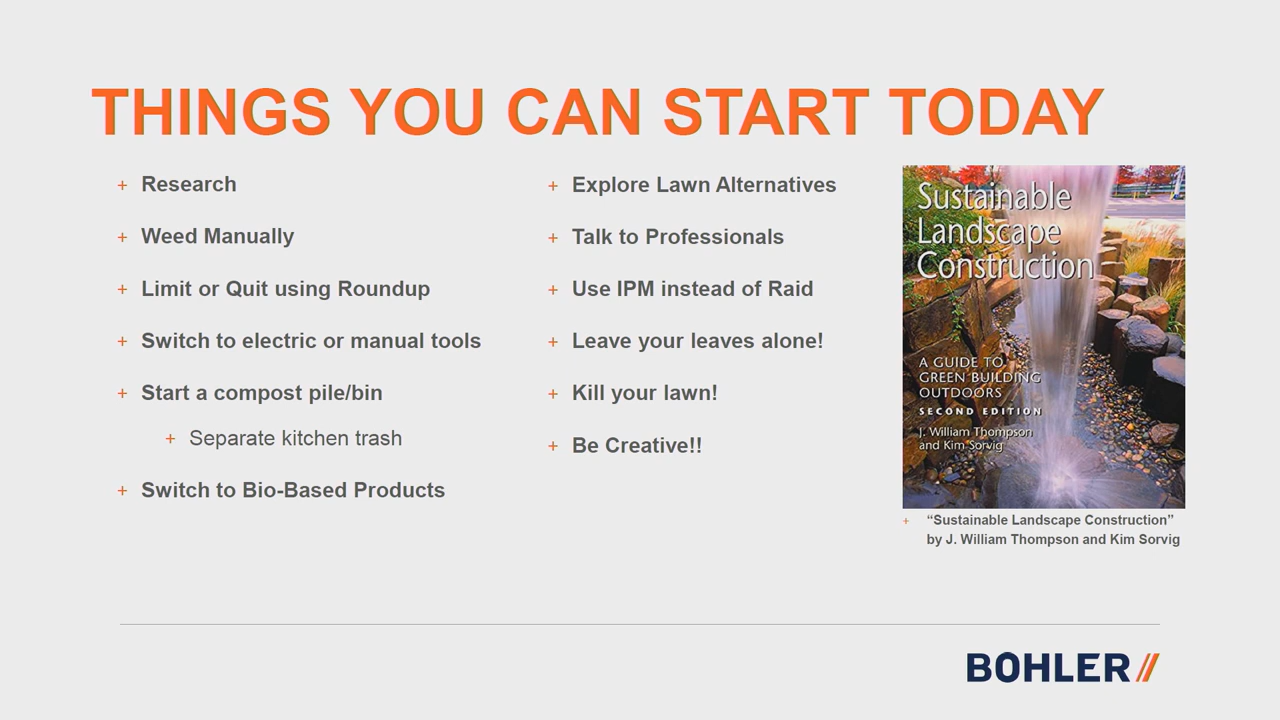 THINGS YOU CAN START TODAY
+ Research
+ Weed Manually
+ Limit or Quit using Roundup
+ Switch to electric or manual tools
+ Start a compost pile/bin
+ Separate kitchen trash
+ Switch to Bio-Based Products
+ Explore Lawn Alternatives
+ Talk to Professionals
+ Use IPM instead of Raid
+ Leave your leaves alone!
+ Kill your lawn!
+ Be Creative!!
Sustainable
Landscape
Construction
A GUIDE TO
GREEN BUILDING
OUTDOORS
SECOND EDITION
J. William Thompson
and Kim Sorvig
+ “Sustainable Landscape Construction”
by J. William Thompson and Kim Sorvig
BOHLER//